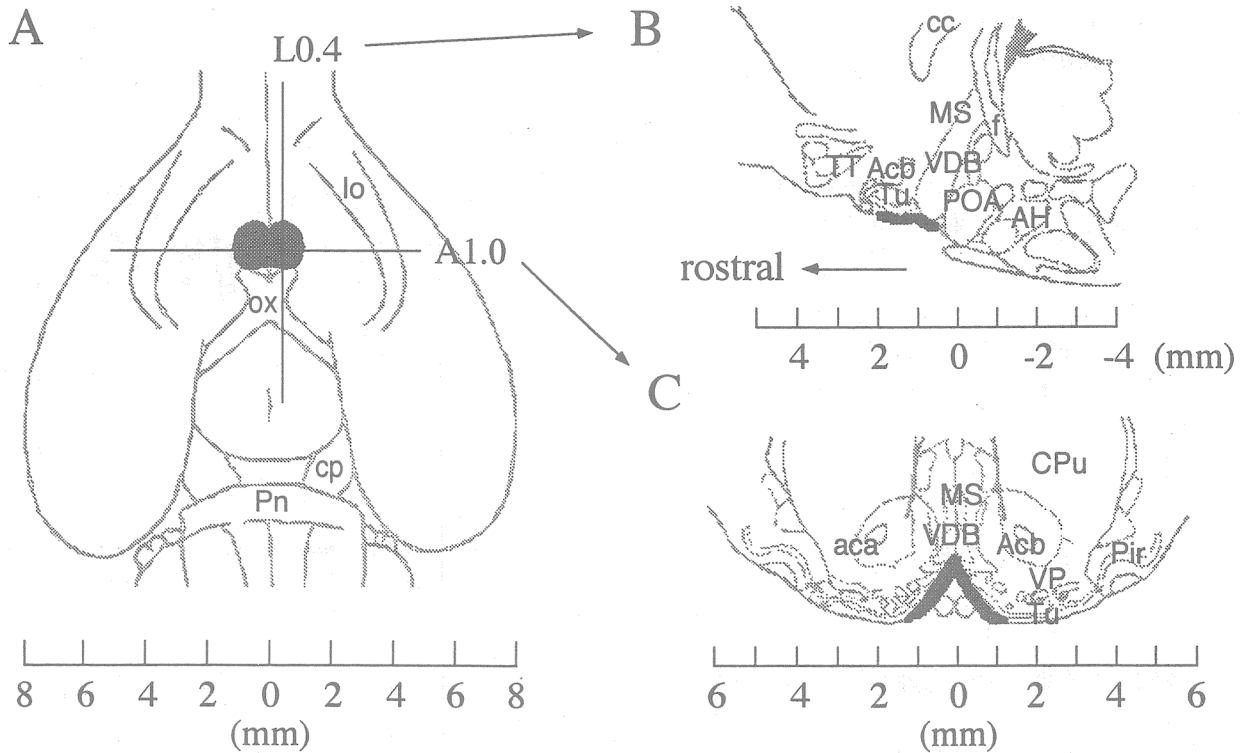 A
L0.4
lo
A1.0
ox
cp
Pn
8 6 4 2 0 2 4 6 8
(mm)
B
cc
MS
f
TT Acb VDB
Tu POA AH
rostral
4 2 0 -2 -4 (mm)
C
CPu
MS
aca VDB Acb Pir
VP
Tu
6 4 2 0 2 4 6
(mm)